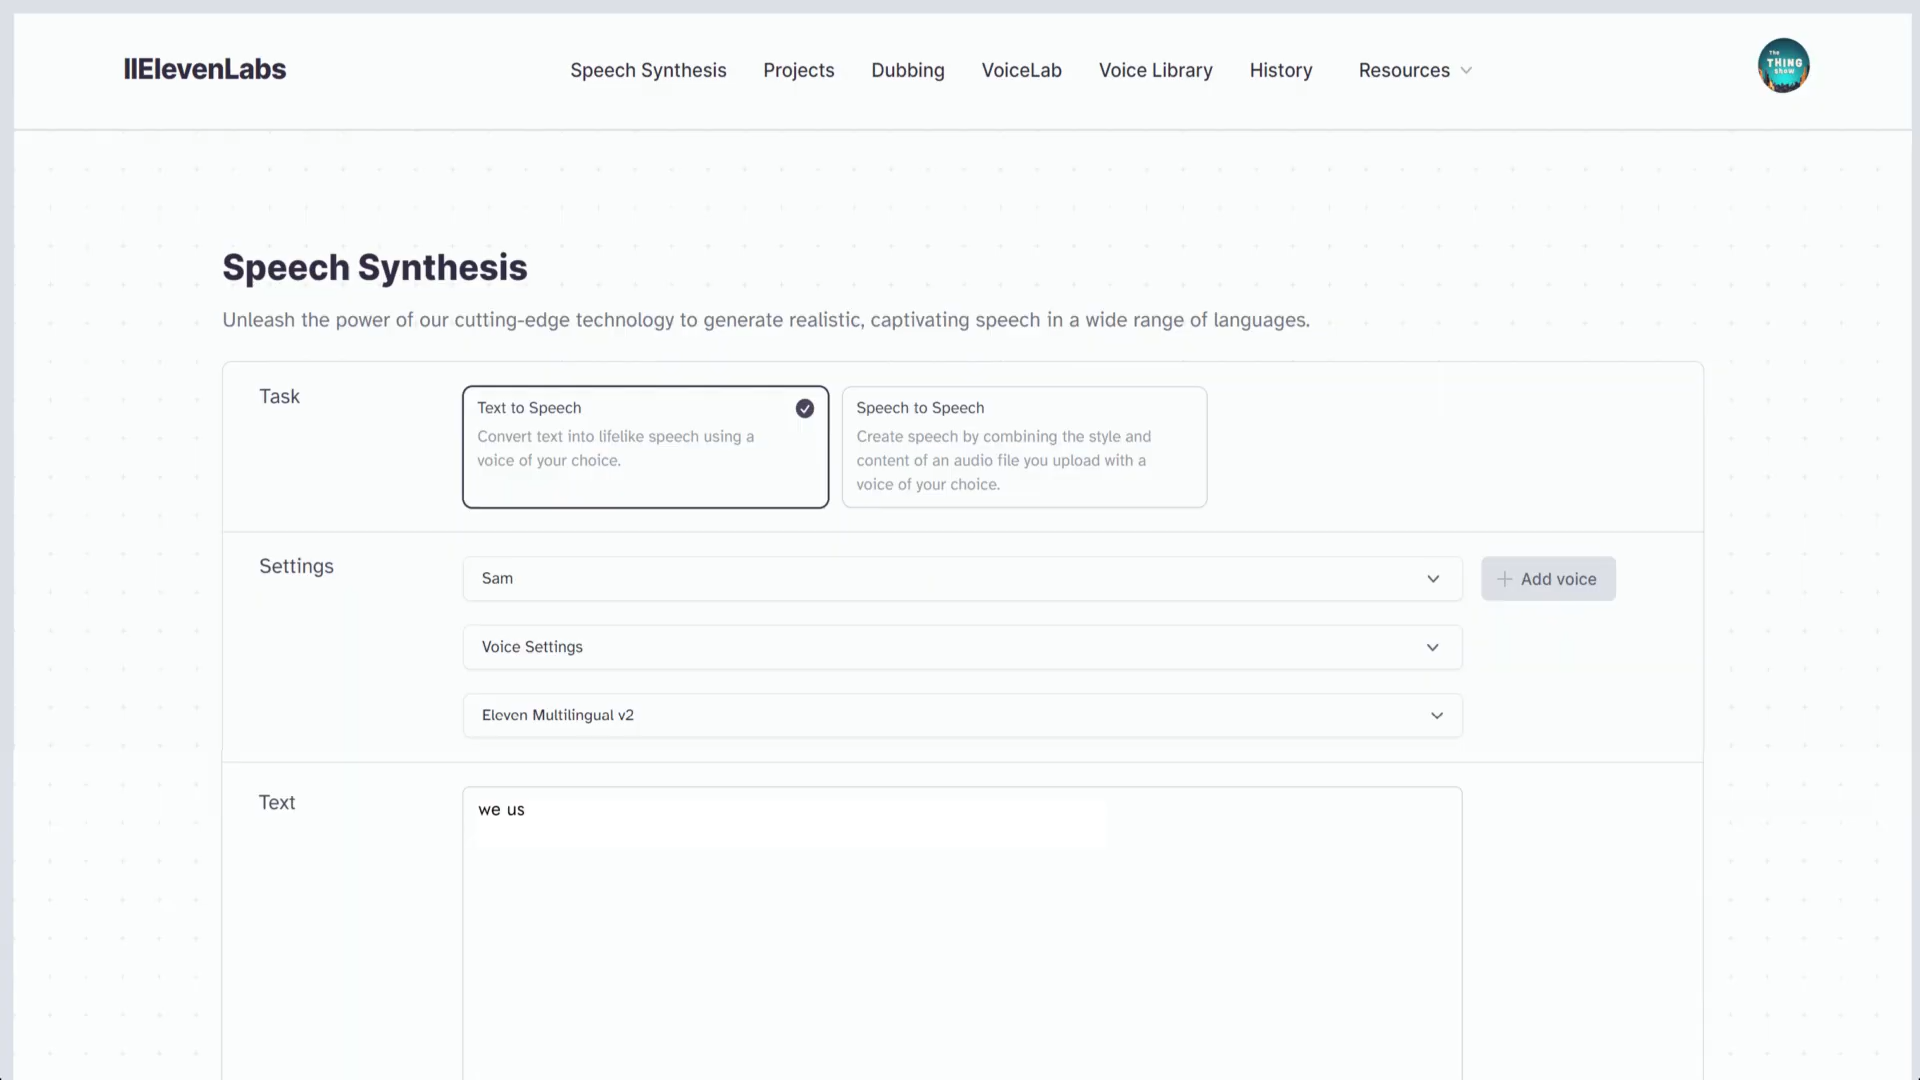 IIElevenLabs
Speech Synthesis Projects Dubbing VoiceLab Voice Library History Resources
The THING Show
Speech Synthesis
Unleash the power of our cutting-edge technology to generate realistic, captivating speech in a wide range of languages.
Task
Text to Speech
Convert text into lifelike speech using a
voice of your choice.
Speech to Speech
Create speech by combining the style and
content of an audio file you upload with a
voice of your choice.
Settings
Sam
Add voice
Voice Settings
Eleven Multilingual v2
Text
we us